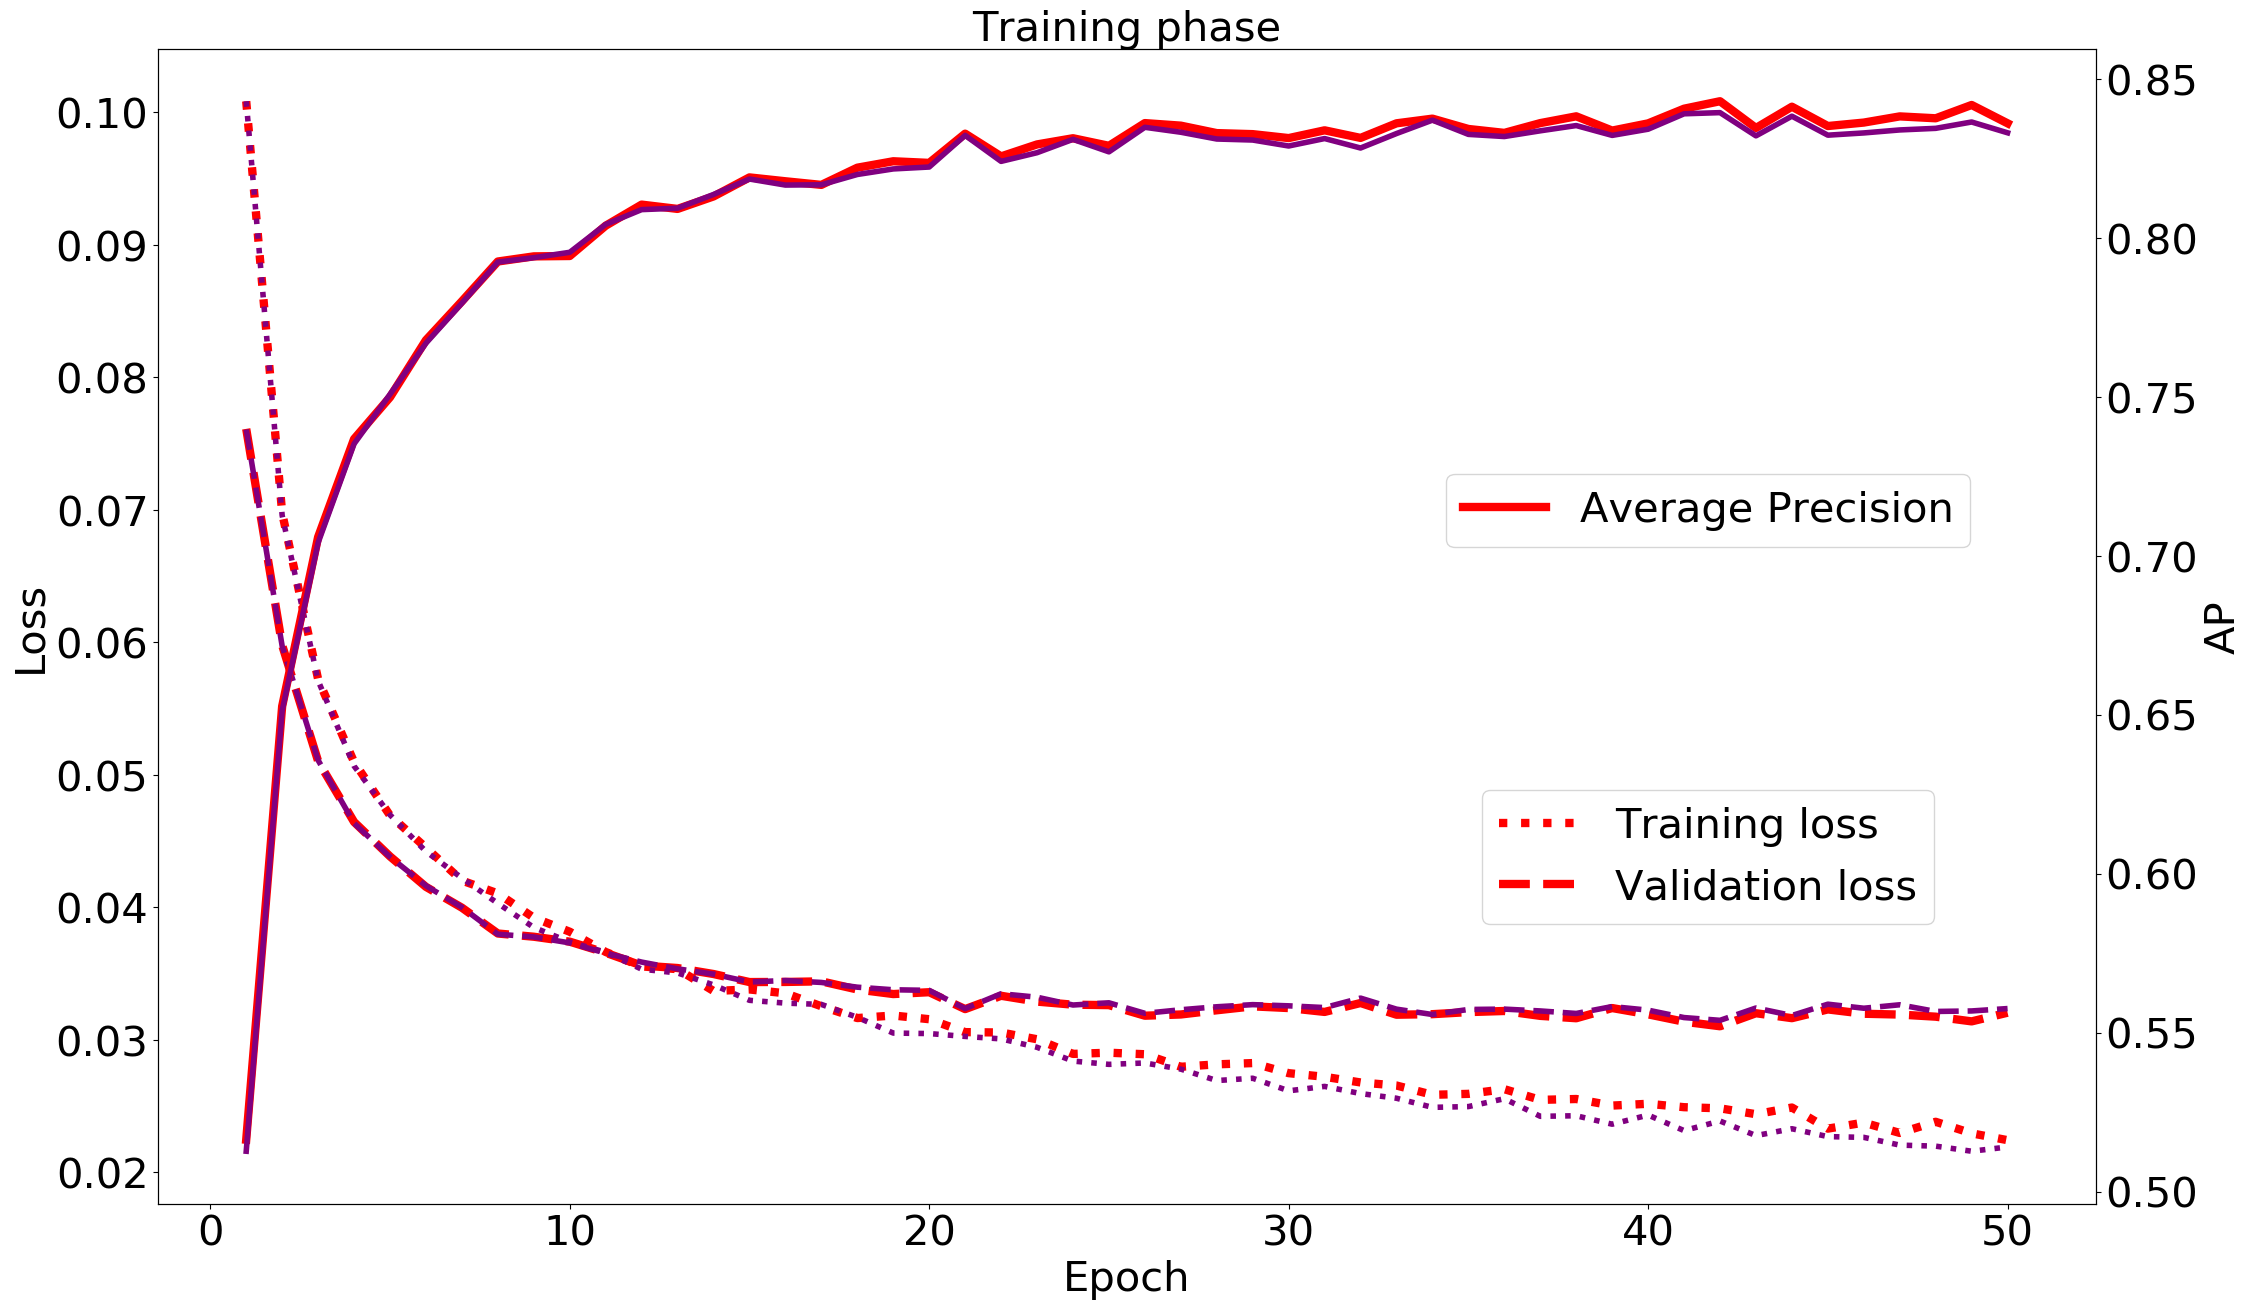 Training phase
0.10
0.09
0.08
0.07
0.06
0.05
0.04
0.03
0.02
Loss
0.85
0.80
0.75
0.70
0.65
0.60
0.55
0.50
AP
Average Precision
Training loss
Validation loss
0 10 20 30 40 50
Epoch